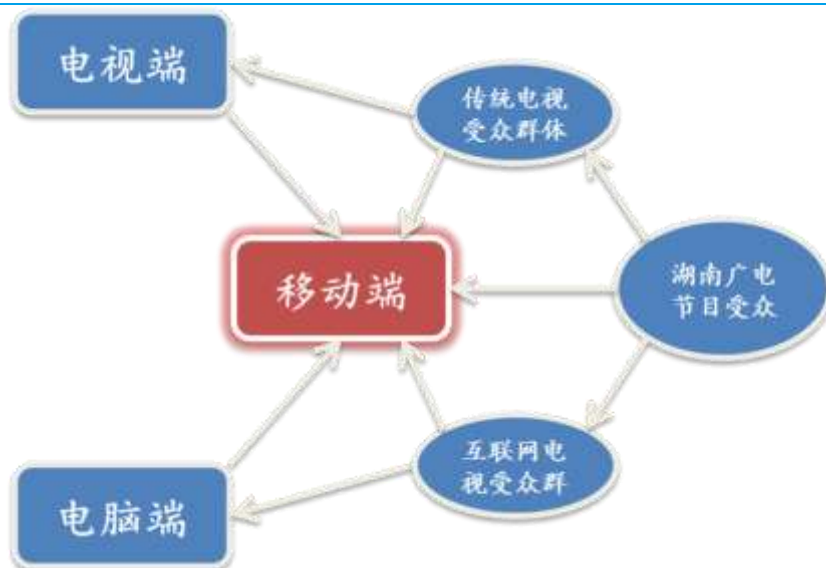 电视端
传统电视
受众群体
移动端
湖南广电
节目受众
互联网电
视受众群
电脑端